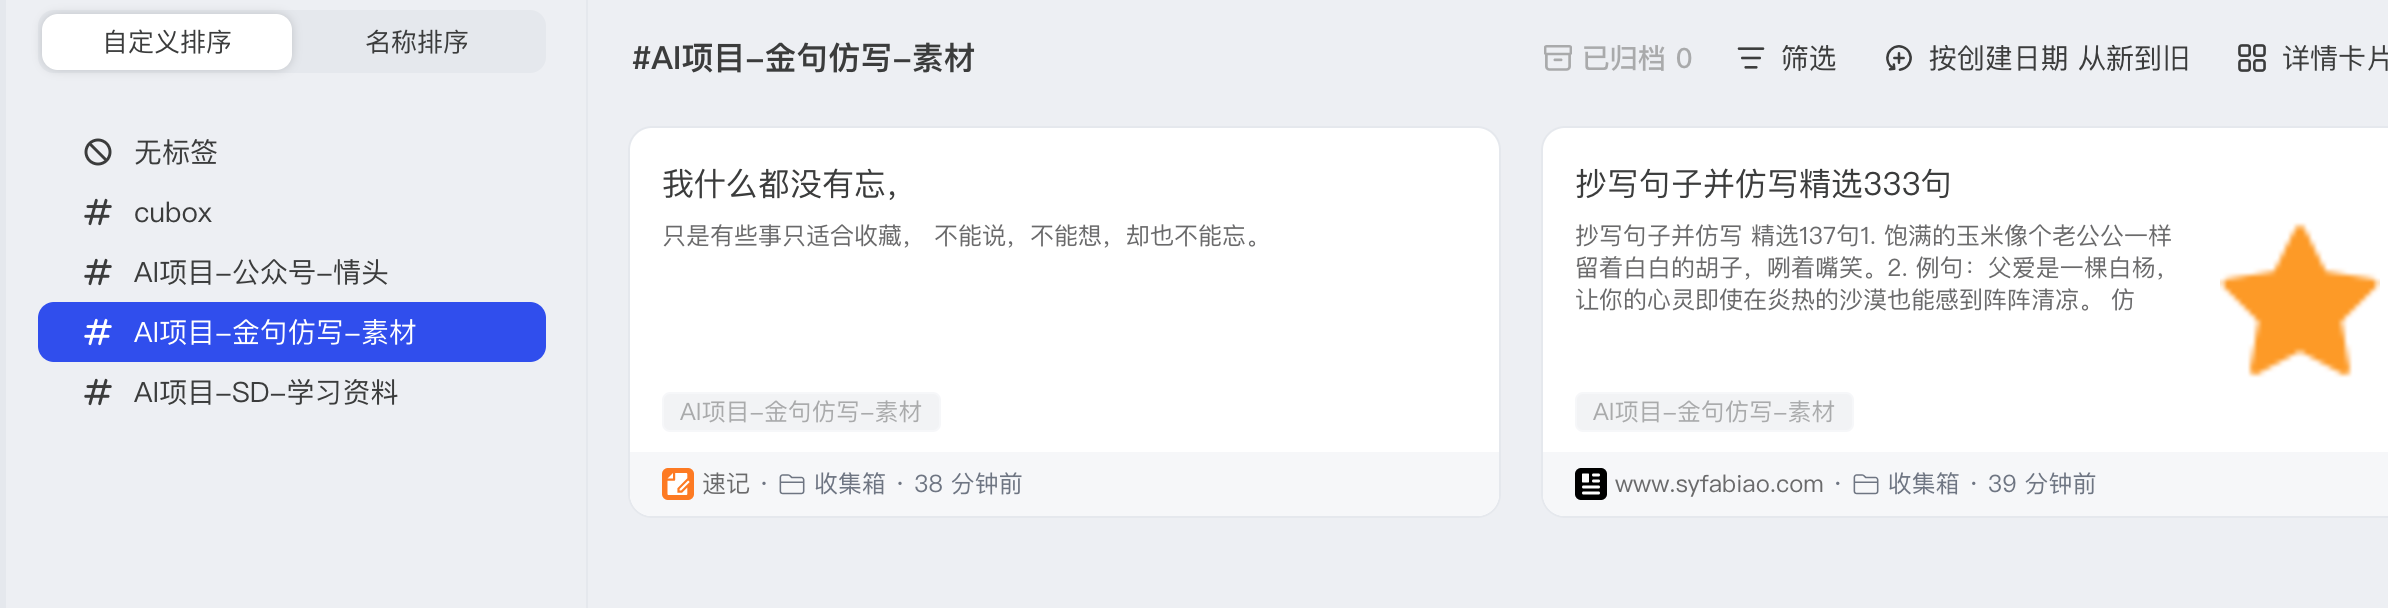 自定义排序
名称排序
无标签
# cubox
# AI项目-公众号-情头
# AI项目-金句仿写-素材
# AI项目-SD-学习资料
#AI项目-金句仿写-素材
已归档 0
筛选
按创建日期 从新到旧
详情卡片
我什么都没有忘，
只是有些事只适合收藏， 不能说，不能想，却也不能忘。
AI项目-金句仿写-素材
速记 · 收集箱 · 38 分钟前
抄写句子并仿写精选333句
抄写句子并仿写 精选137句1. 饱满的玉米像个老公公一样
留着白白的胡子，咧着嘴笑。2. 例句：父爱是一棵白杨，
让你的心灵即使在炎热的沙漠也能感到阵阵清凉。 仿
AI项目-金句仿写-素材
www.syfabiao.com · 收集箱 · 39 分钟前